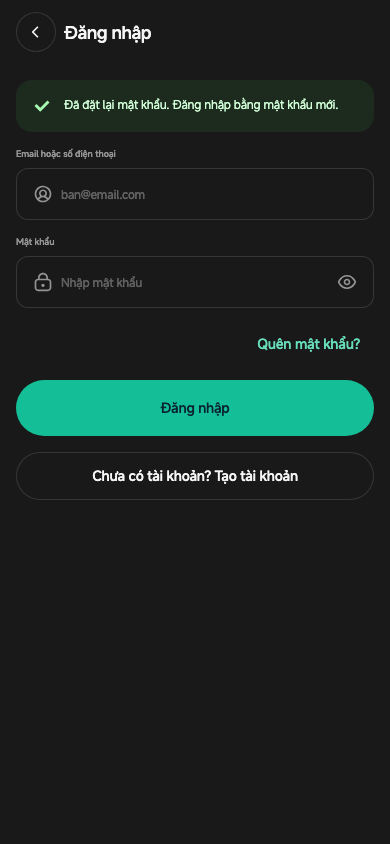 Đăng nhập
Đã đặt lại mật khẩu. Đăng nhập bằng mật khẩu mới.
Email hoặc số điện thoại
ban@email.com
Mật khẩu
Nhập mật khẩu
Quên mật khẩu?
Đăng nhập
Chưa có tài khoản? Tạo tài khoản